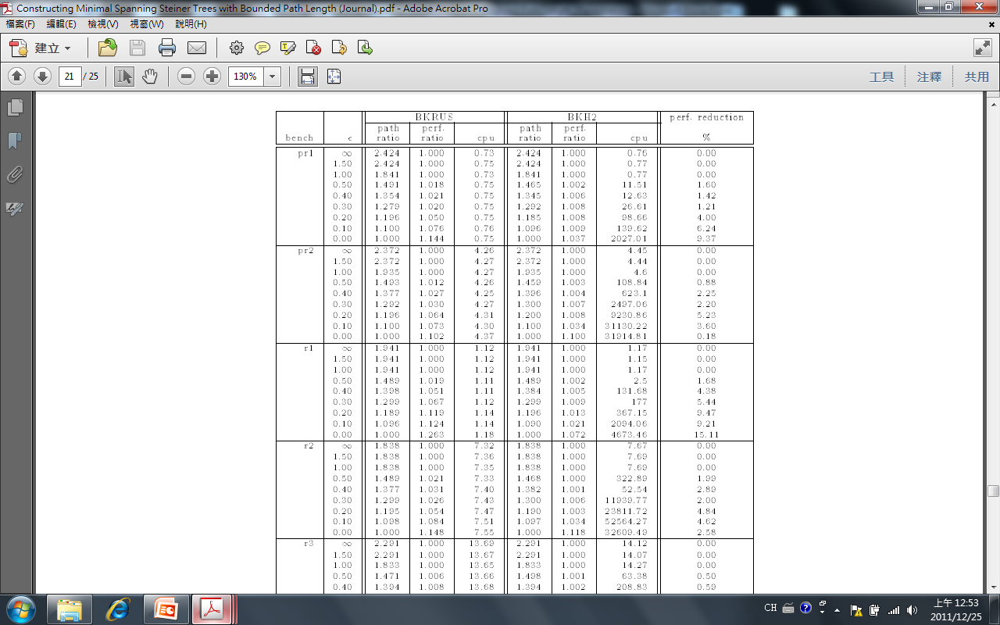 Constructing Minimal Spanning Steiner Trees with Bounded Path Length (Journal).pdf - Adobe Acrobat Pro
檔案(F) 編輯(E) 檢視(V) 視窗(W) 說明(H)
建立
21 / 25 130% 工具 註釋 共用
BKRUS BKH2 perf. reduction
path perf. path perf.
bench ϵ ratio ratio cpu ratio ratio cpu %
pr1 ∞ 2.424 1.000 0.73 2.424 1.000 0.76 0.00
1.50 2.424 1.000 0.75 2.424 1.000 0.77 0.00
1.00 1.841 1.000 0.73 1.841 1.000 0.77 0.00
0.50 1.491 1.018 0.75 1.465 1.002 11.51 1.60
0.40 1.354 1.021 0.75 1.345 1.006 12.63 1.42
0.30 1.279 1.020 0.75 1.292 1.008 26.61 1.21
0.20 1.196 1.050 0.75 1.185 1.008 98.66 4.00
0.10 1.100 1.076 0.76 1.096 1.009 139.62 6.24
0.00 1.000 1.144 0.75 1.000 1.037 2027.01 9.37
pr2 ∞ 2.372 1.000 4.26 2.372 1.000 4.45 0.00
1.50 2.372 1.000 4.27 2.372 1.000 4.44 0.00
1.00 1.935 1.000 4.27 1.935 1.000 4.6 0.00
0.50 1.493 1.012 4.26 1.459 1.003 108.84 0.88
0.40 1.377 1.027 4.25 1.396 1.004 623.1 2.25
0.30 1.292 1.030 4.27 1.300 1.007 2497.06 2.20
0.20 1.196 1.064 4.31 1.200 1.008 9230.86 5.23
0.10 1.100 1.073 4.30 1.100 1.034 31130.22 3.60
0.00 1.000 1.102 4.37 1.000 1.100 31914.81 0.18
r1 ∞ 1.941 1.000 1.12 1.941 1.000 1.17 0.00
1.50 1.941 1.000 1.12 1.941 1.000 1.15 0.00
1.00 1.941 1.000 1.12 1.941 1.000 1.17 0.00
0.50 1.489 1.019 1.11 1.489 1.002 2.5 1.68
0.40 1.398 1.051 1.11 1.384 1.005 131.68 4.38
0.30 1.299 1.067 1.12 1.299 1.009 177 5.44
0.20 1.189 1.119 1.14 1.196 1.013 367.15 9.47
0.10 1.096 1.124 1.14 1.090 1.021 2094.06 9.21
0.00 1.000 1.263 1.18 1.000 1.072 4673.46 15.11
r2 ∞ 1.838 1.000 7.32 1.838 1.000 7.67 0.00
1.50 1.838 1.000 7.36 1.838 1.000 7.69 0.00
1.00 1.838 1.000 7.35 1.838 1.000 7.69 0.00
0.50 1.489 1.021 7.33 1.468 1.000 322.89 1.99
0.40 1.377 1.031 7.40 1.382 1.001 52.54 2.89
0.30 1.299 1.026 7.43 1.300 1.006 11939.77 2.00
0.20 1.195 1.054 7.47 1.190 1.003 23811.72 4.84
0.10 1.098 1.084 7.51 1.097 1.034 52564.27 4.62
0.00 1.000 1.148 7.55 1.000 1.118 32609.49 2.58
r3 ∞ 2.291 1.000 13.69 2.291 1.000 14.12 0.00
1.50 2.291 1.000 13.67 2.291 1.000 14.07 0.00
1.00 1.833 1.000 13.65 1.833 1.000 14.27 0.00
0.50 1.471 1.006 13.66 1.498 1.001 63.38 0.50
0.40 1.394 1.008 13.68 1.394 1.002 208.83 0.59
CH 上午 12:53
2011/12/25